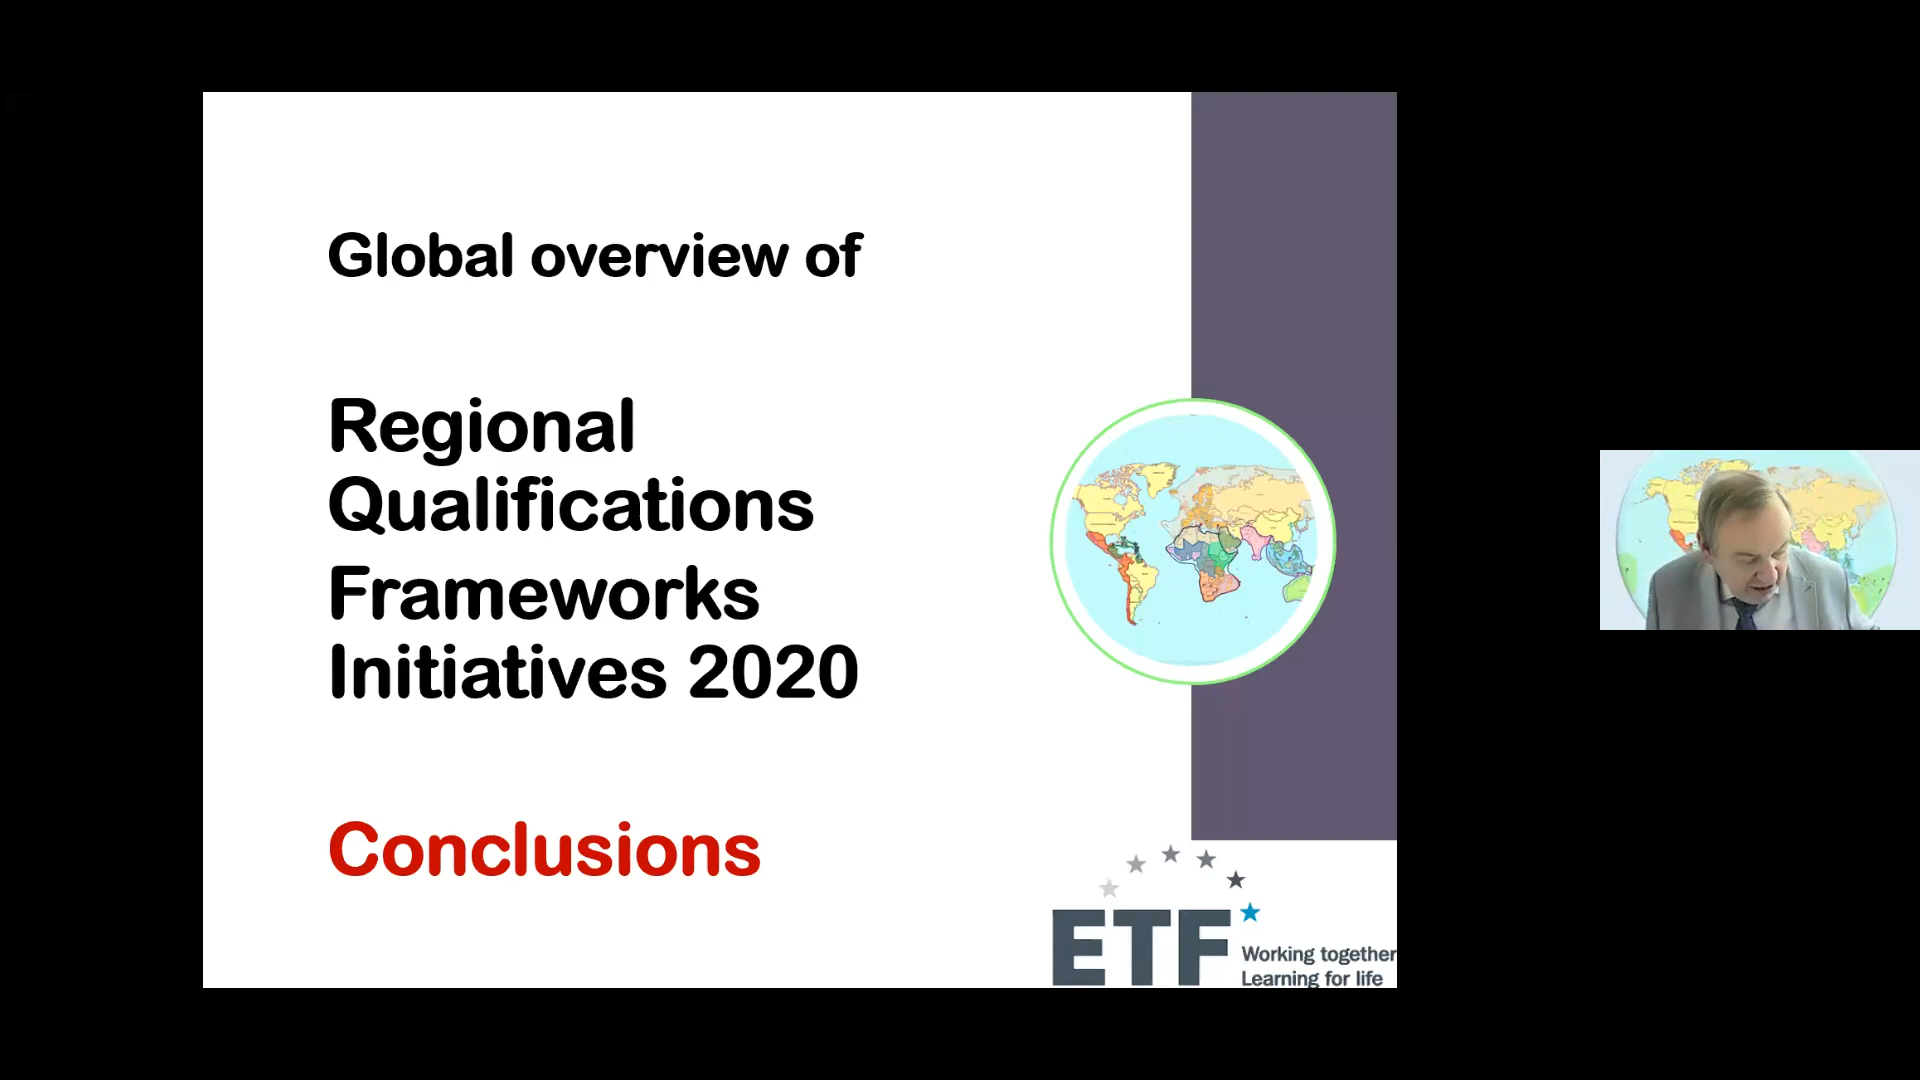 Global overview of
Regional
Qualifications
Frameworks
Initiatives 2020
Conclusions
ETF
Working together
Learning for life